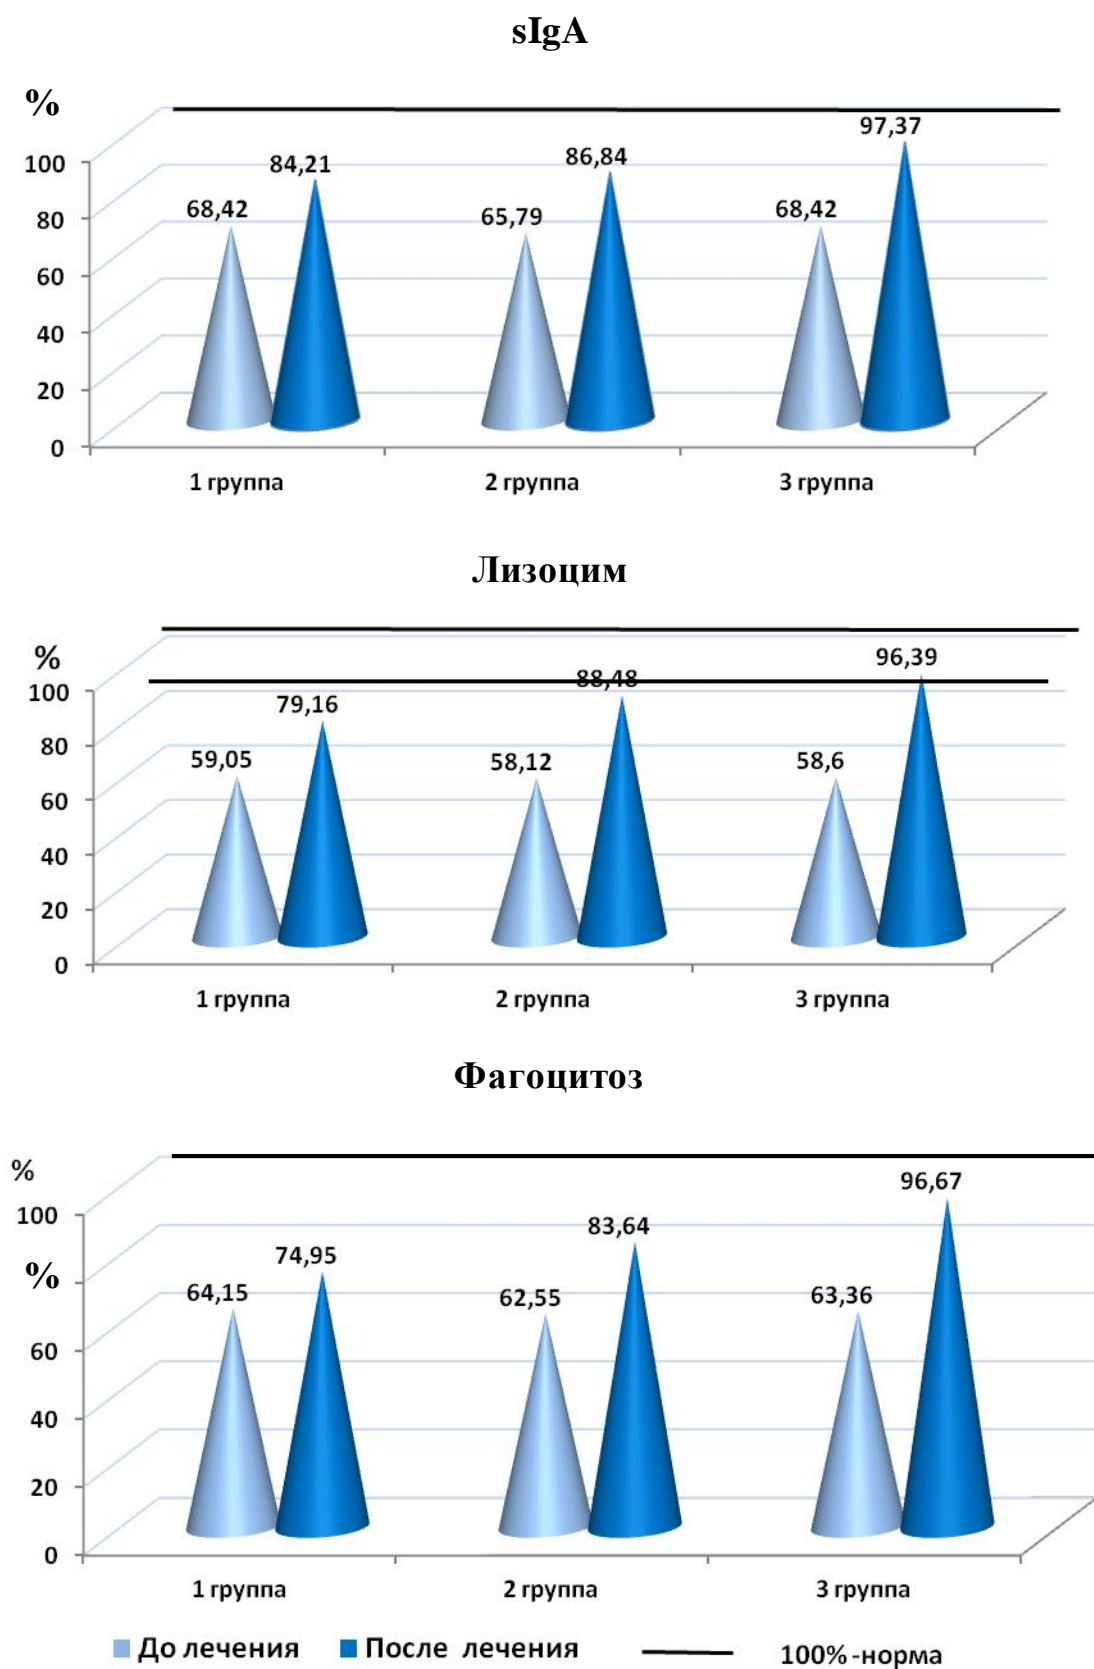 sIgA
%
97,37
100
84,21
86,84
80
68,42
65,79
68,42
60
40
20
0
1 группа
2 группа
3 группа
Лизоцим
%
96,39
88,48
100
79,16
80
59,05
58,12
58,6
60
40
20
0
1 группа
2 группа
3 группа
Фагоцитоз
%
96,67
100
83,64
74,95
%
64,15
62,55
63,36
60
40
20
0
1 группа
2 группа
3 группа
До лечения
После лечения
100%-норма